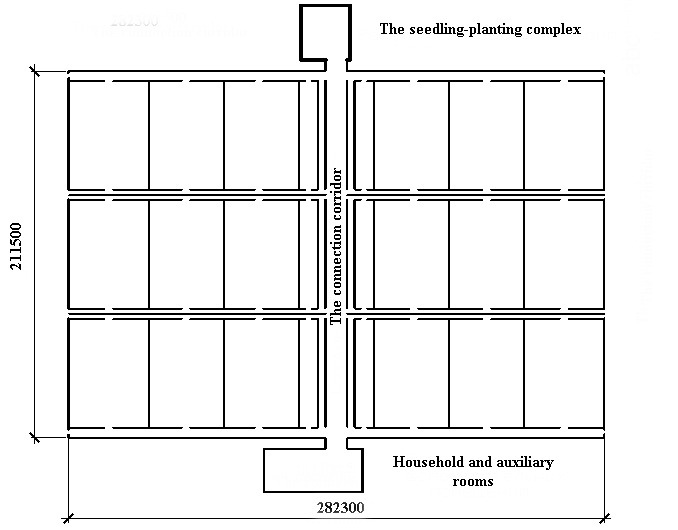 The seedling-planting complex
The connection corridor
211500
Household and auxiliary
rooms
282300